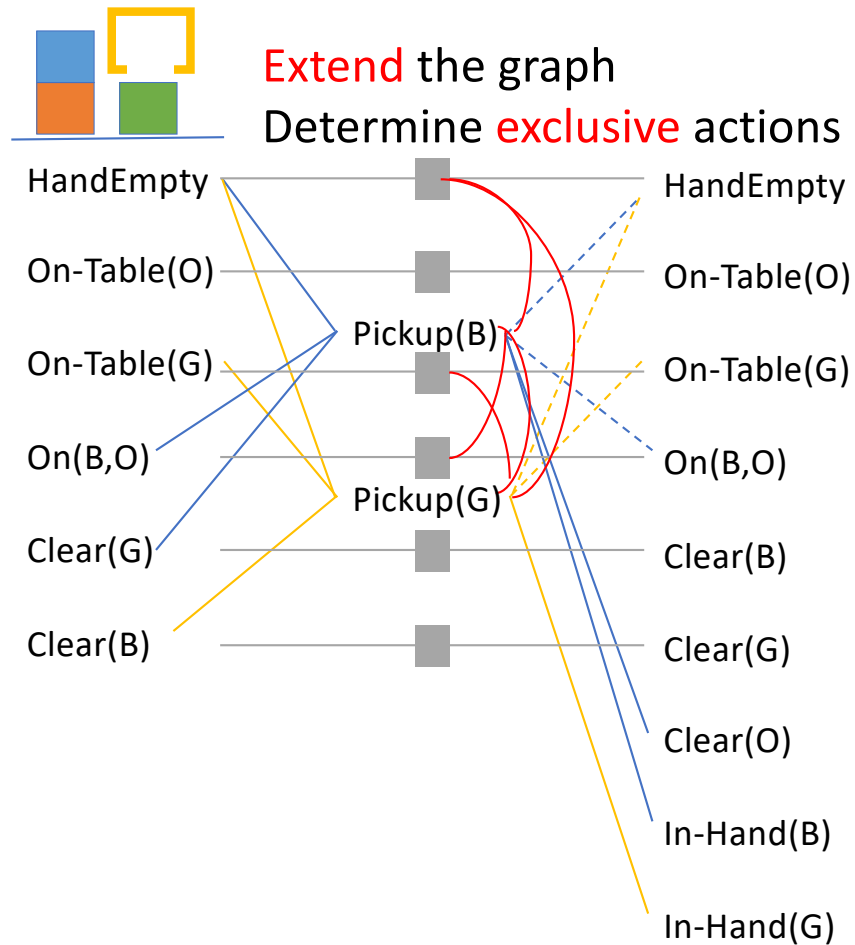 Extend the graph
Determine exclusive actions
HandEmpty
On-Table(O)
On-Table(G)
On(B,O)
Clear(G)
Clear(B)
Pickup(B)
Pickup(G)
HandEmpty
On-Table(O)
On-Table(G)
On(B,O)
Clear(B)
Clear(G)
Clear(O)
In-Hand(B)
In-Hand(G)